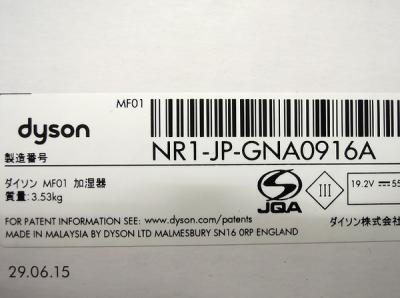 MF01
dyson
製造番号
NR1-JP-GNA0916A
ダイソン MF01 加湿器
質量: 3.53kg
JQA
III
19.2V 55
FOR PATENT INFORMATION SEE: www.dyson.com/patents
MADE IN MALAYSIA BY DYSON LTD MALMESBURY SN16 0RP ENGLAND
ダイソン株式会
29.06.15